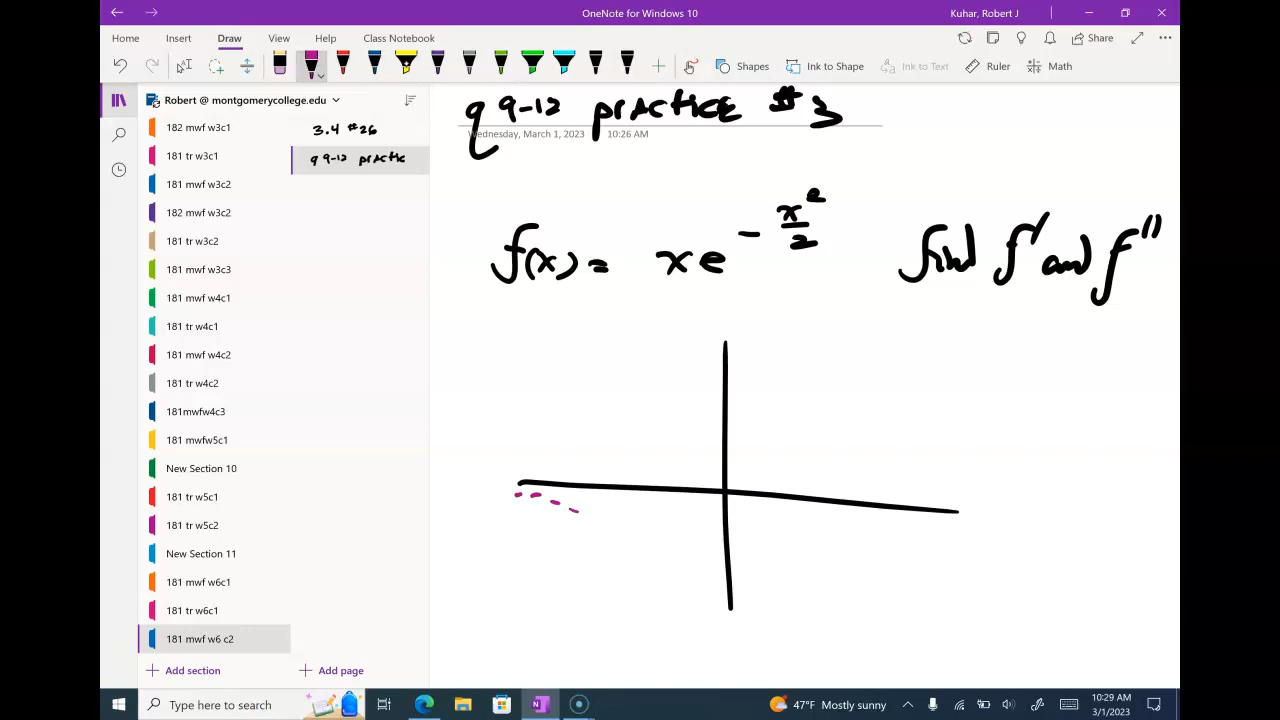 OneNote for Windows 10
Kuhar, Robert J
Home Insert Draw View Help Class Notebook
Share
Shapes Ink to Shape Ink to Text Ruler Math
Robert @ montgomerycollege.edu
182 mwf w3c1
181 tr w3c1
181 mwf w3c2
182 mwf w3c2
181 tr w3c2
181 mwf w3c3
181 mwf w4c1
181 tr w4c1
181 mwf w4c2
181 tr w4c2
181mwfw4c3
181 mwfw5c1
New Section 10
181 tr w5c1
181 tr w5c2
New Section 11
181 mwf w6c1
181 tr w6c1
181 mwf w6 c2
Add section
3.4 #26
q 9-12 practic
Add page
q 9-12 practice #3
Wednesday, March 1, 2023 10:26 AM
f(x) = xe^{-x^2/2} find f' and f''
Type here to search
47°F Mostly sunny
10:29 AM
3/1/2023